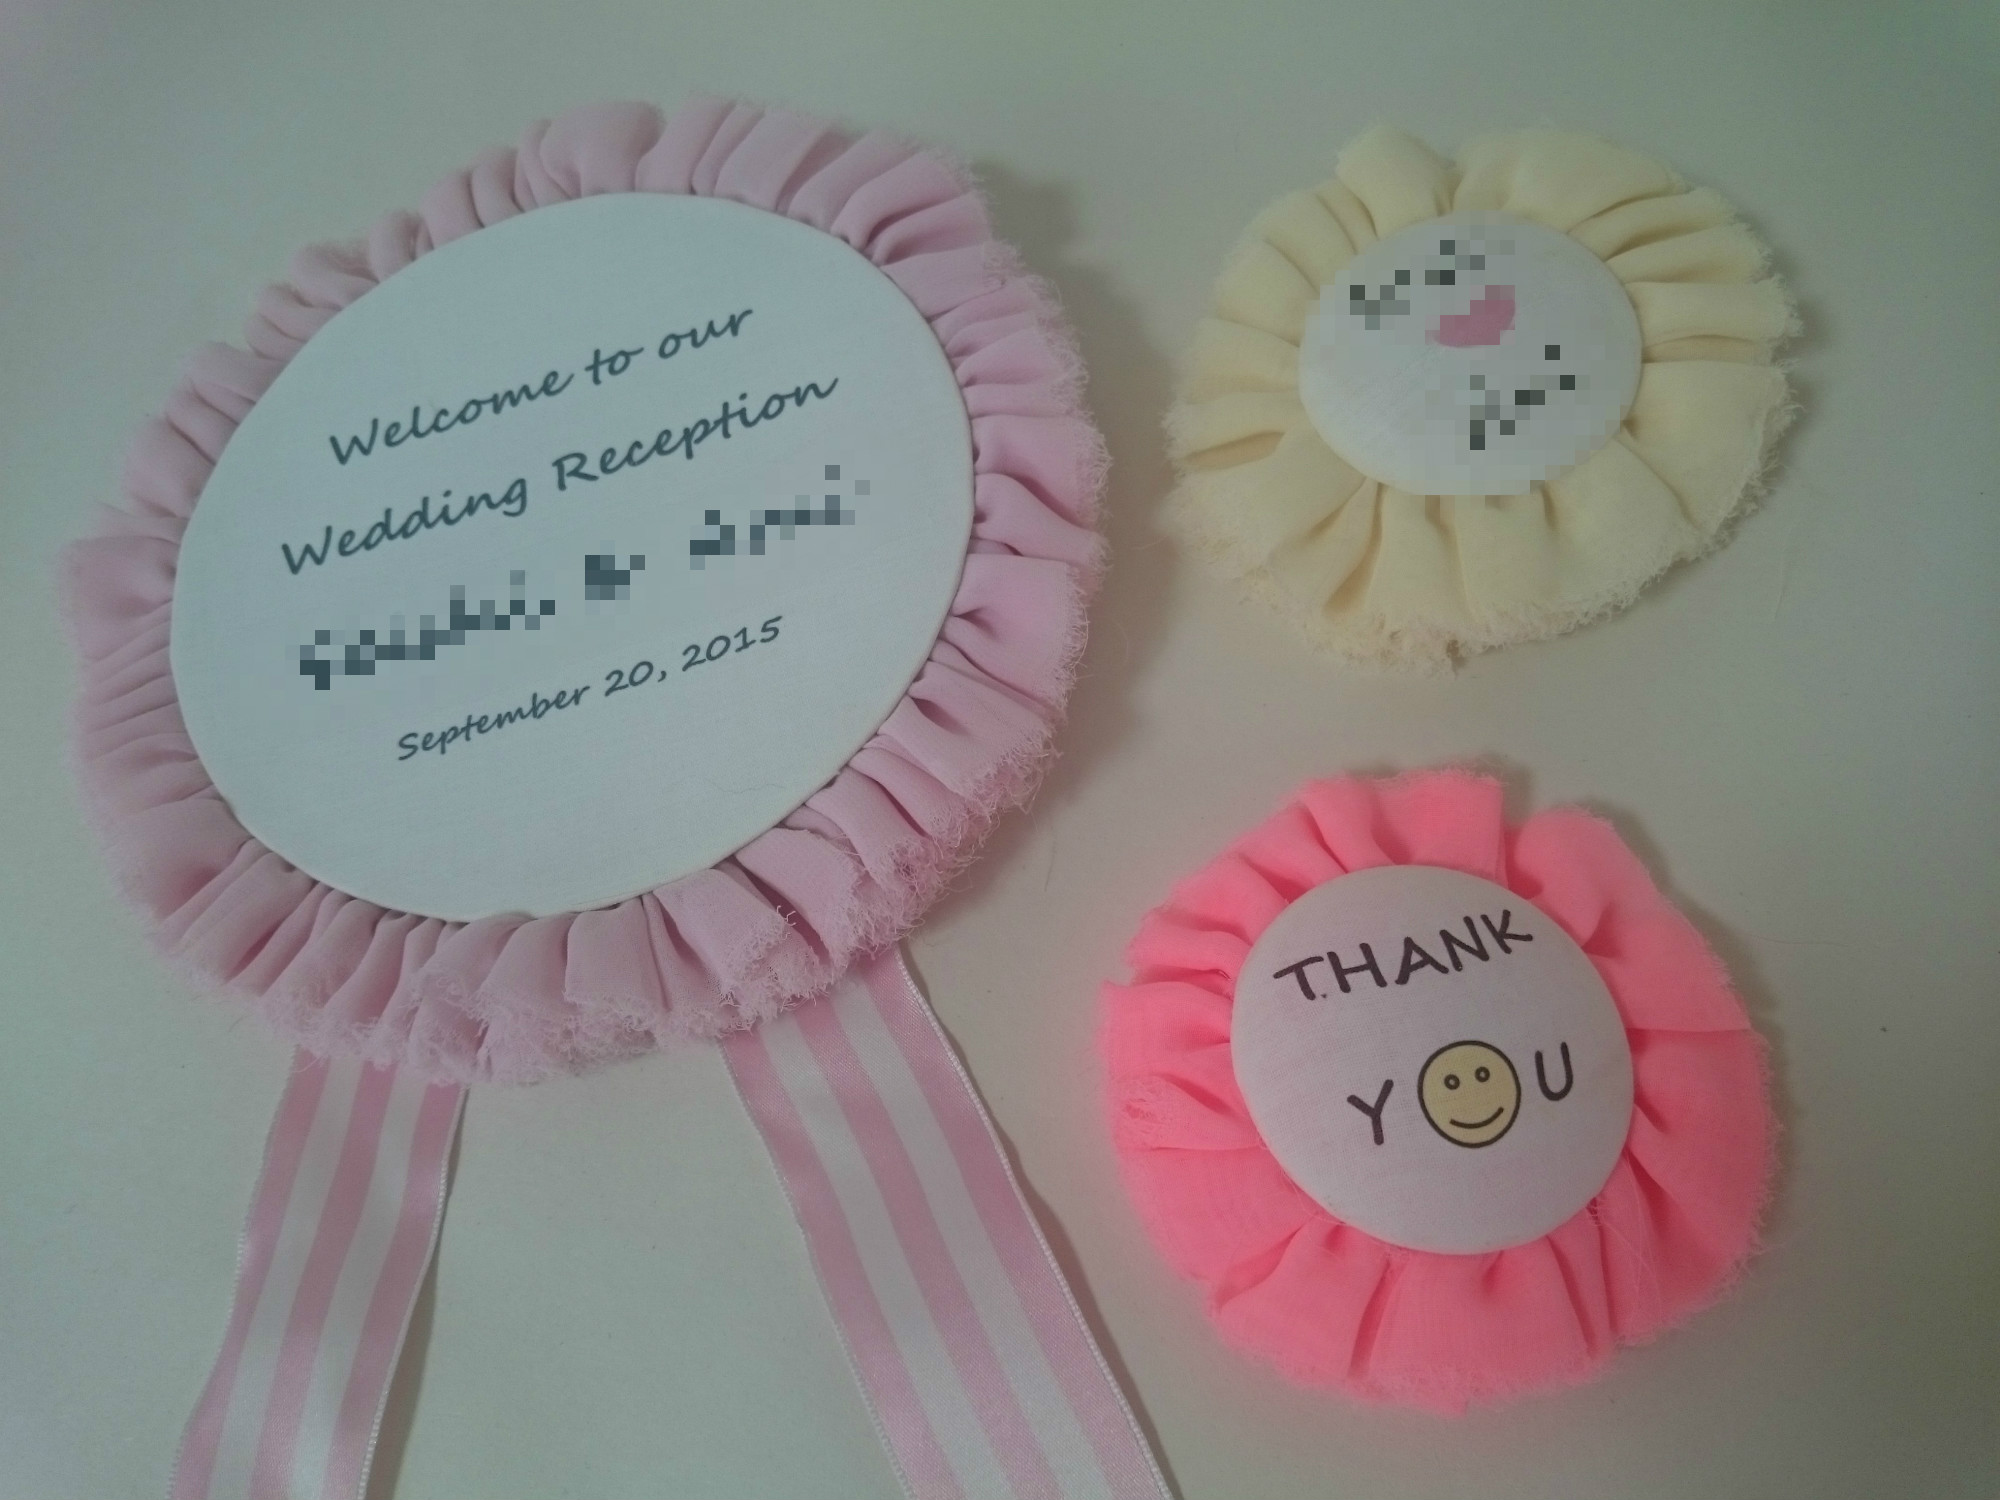 Welcome to our
Wedding Reception
September 20, 2015
THANK
YOU